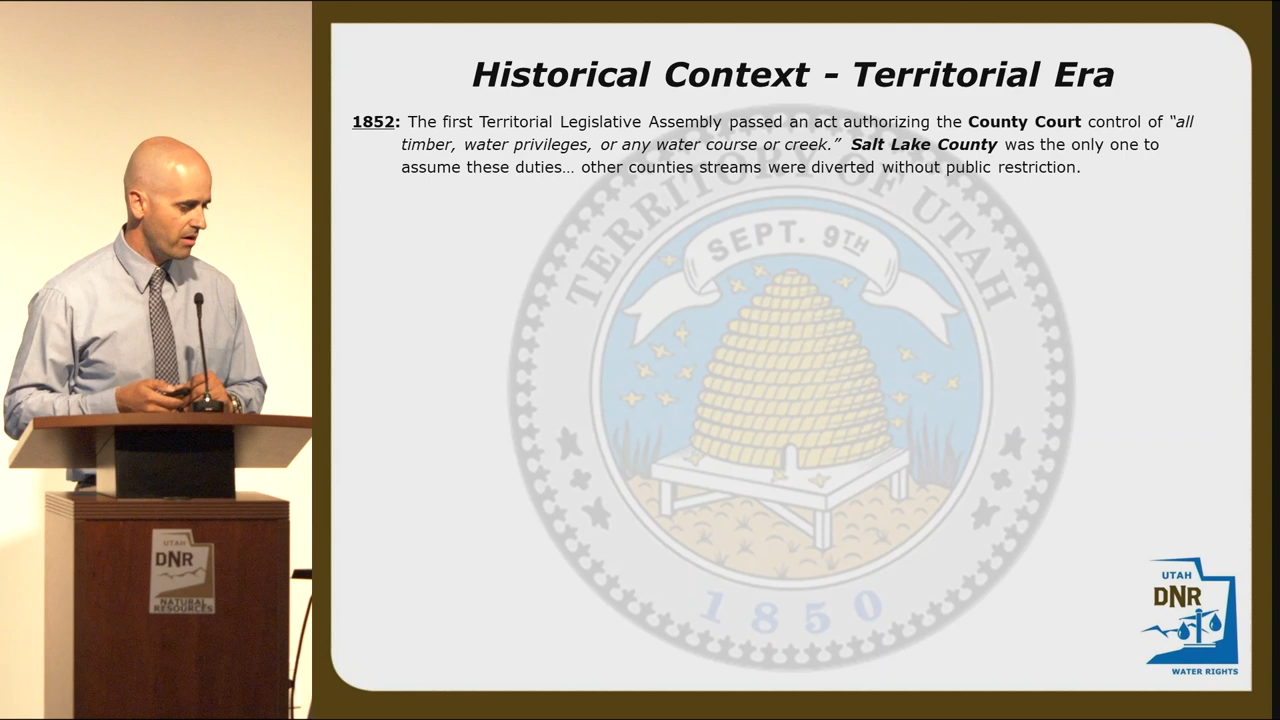 Historical Context - Territorial Era
1852: The first Territorial Legislative Assembly passed an act authorizing the County Court control of “all
timber, water privileges, or any water course or creek.” Salt Lake County was the only one to
assume these duties… other counties streams were diverted without public restriction.
TERRITORY OF UTAH
SEPT. 9TH
1850
UTAH
DNR
WATER RIGHTS
UTAH
DNR
NATURAL
RESOURCES